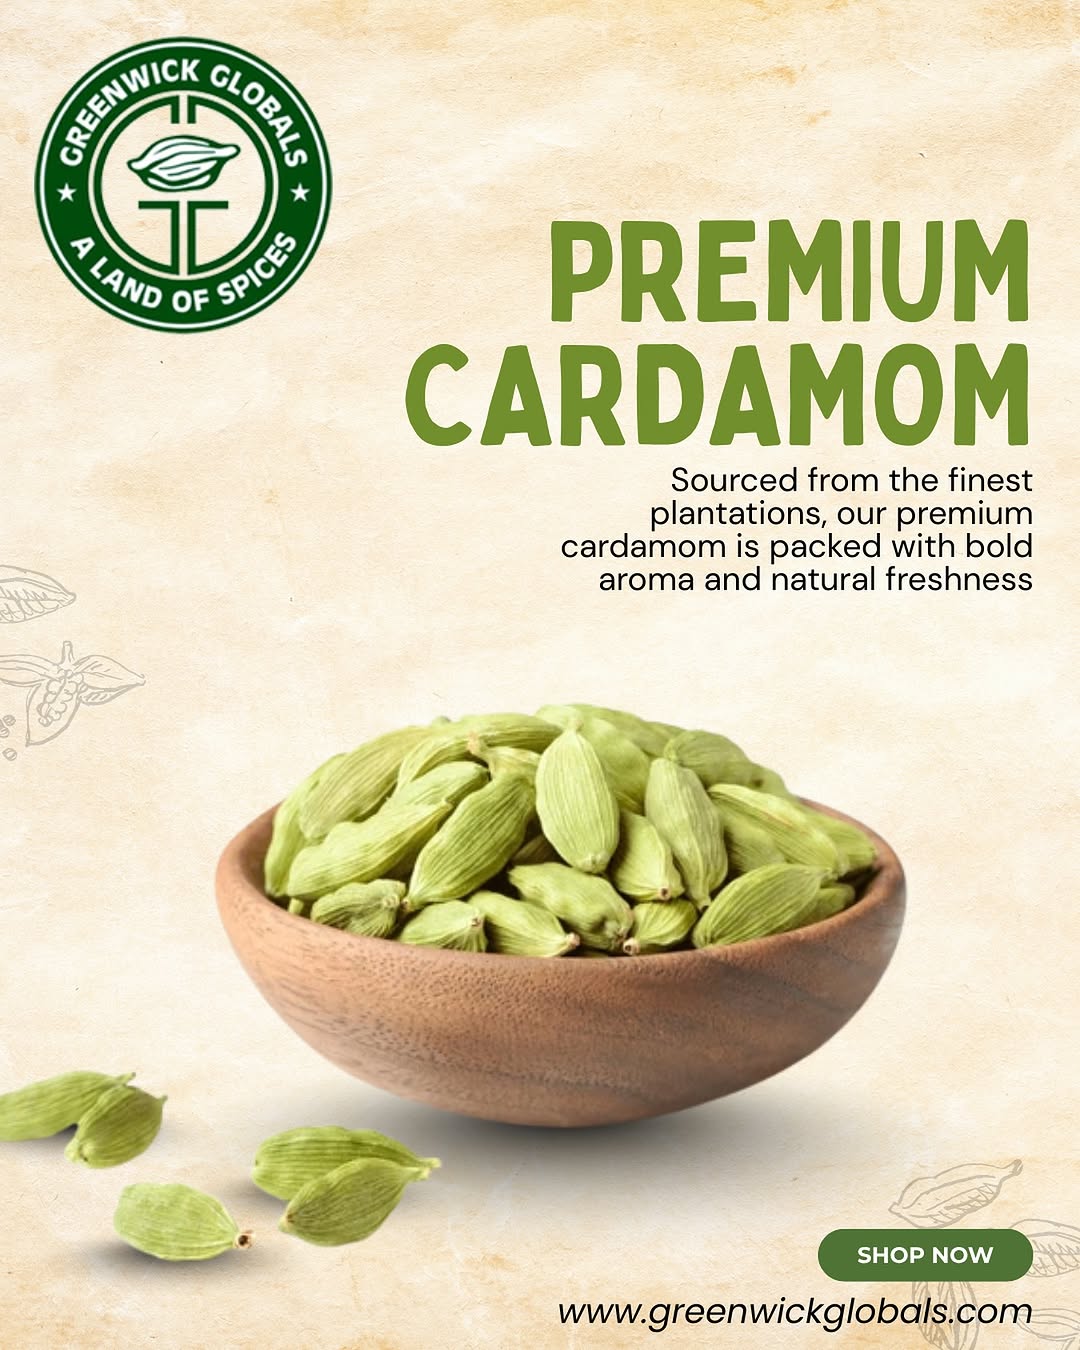 GREENWICK GLOBALS
A LAND OF SPICES
PREMIUM
CARDAMOM
Sourced from the finest
plantations, our premium
cardamom is packed with bold
aroma and natural freshness
SHOP NOW
www.greenwickglobals.com